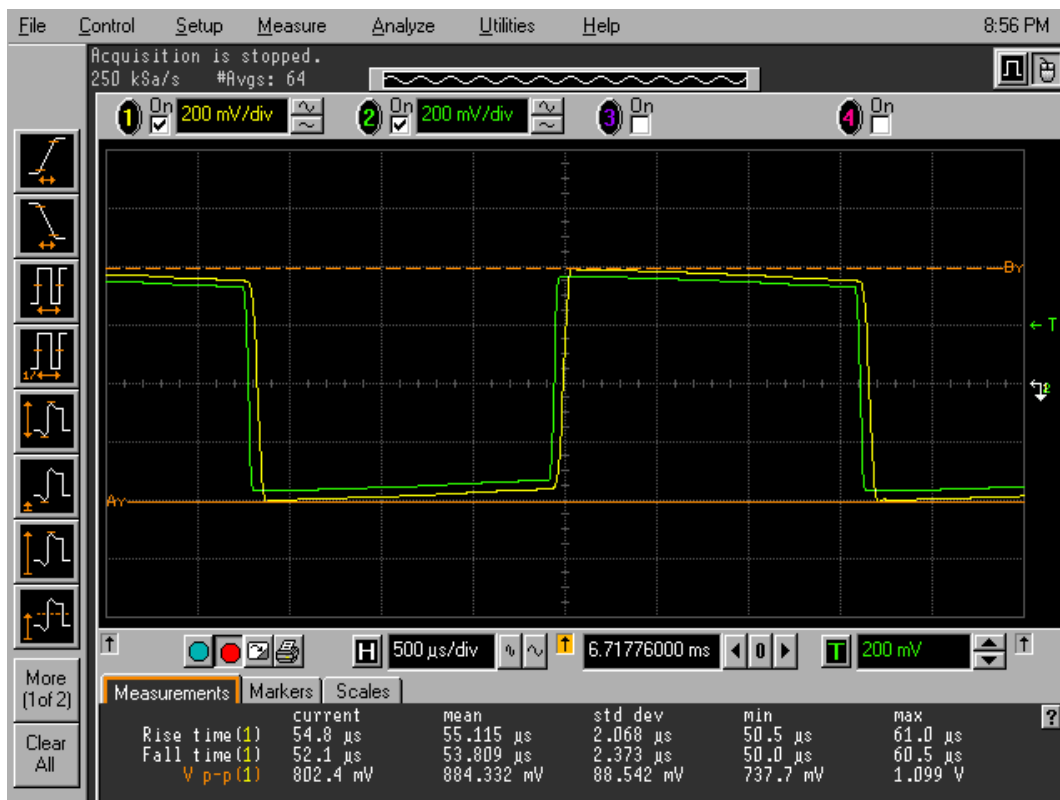 File Control Setup Measure Analyze Utilities Help 8:56 PM
Acquisition is stopped.
250 kSa/s #Avgs: 64
1 On 200 mV/div 2 On 200 mV/div 3 On 4 On
By
T
2
Ay
H 500 µs/div 6.71776000 ms 0 T 200 mV
More
(1of 2)
Clear
All
Measurements Markers Scales
current mean std dev min max
Rise time(1) 54.8 µs 55.115 µs 2.068 µs 50.5 µs 61.0 µs
Fall time(1) 52.1 µs 53.809 µs 2.373 µs 50.0 µs 60.5 µs
V p-p(1) 802.4 mV 884.332 mV 88.542 mV 737.7 mV 1.099 V
?